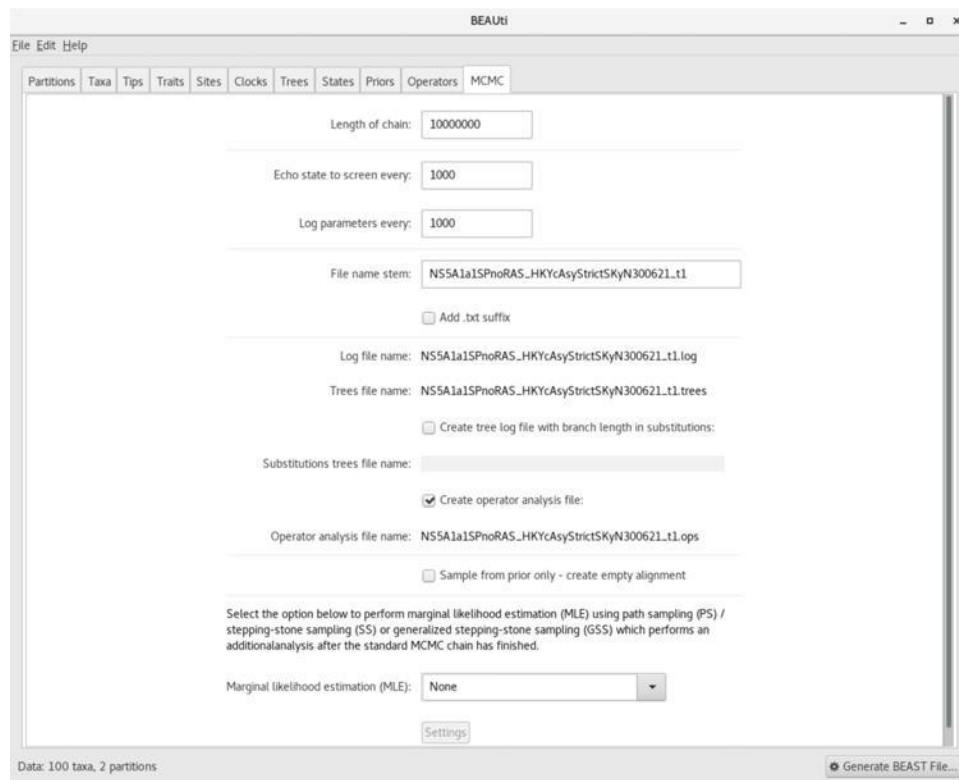 BEAUti
File Edit Help
Partitions Taxa Tips Traits Sites Clocks Trees States Priors Operators MCMC
Length of chain: 10000000
Echo state to screen every: 1000
Log parameters every: 1000
File name stem: NS5A1a1SPnoRAS_HKYcAsyStrictSKyN300621_t1
Add .txt suffix
Log file name: NS5A1a1SPnoRAS_HKYcAsyStrictSKyN300621_t1.log
Trees file name: NS5A1a1SPnoRAS_HKYcAsyStrictSKyN300621_t1.trees
Create tree log file with branch length in substitutions:
Substitutions trees file name:
Create operator analysis file:
Operator analysis file name: NS5A1a1SPnoRAS_HKYcAsyStrictSKyN300621_t1.ops
Sample from prior only - create empty alignment
Select the option below to perform marginal likelihood estimation (MLE) using path sampling (PS) /
stepping-stone sampling (SS) or generalized stepping-stone sampling (GSS) which performs an
additionalanalysis after the standard MCMC chain has finished.
Marginal likelihood estimation (MLE): None
Settings
Data: 100 taxa, 2 partitions
Generate BEAST File...